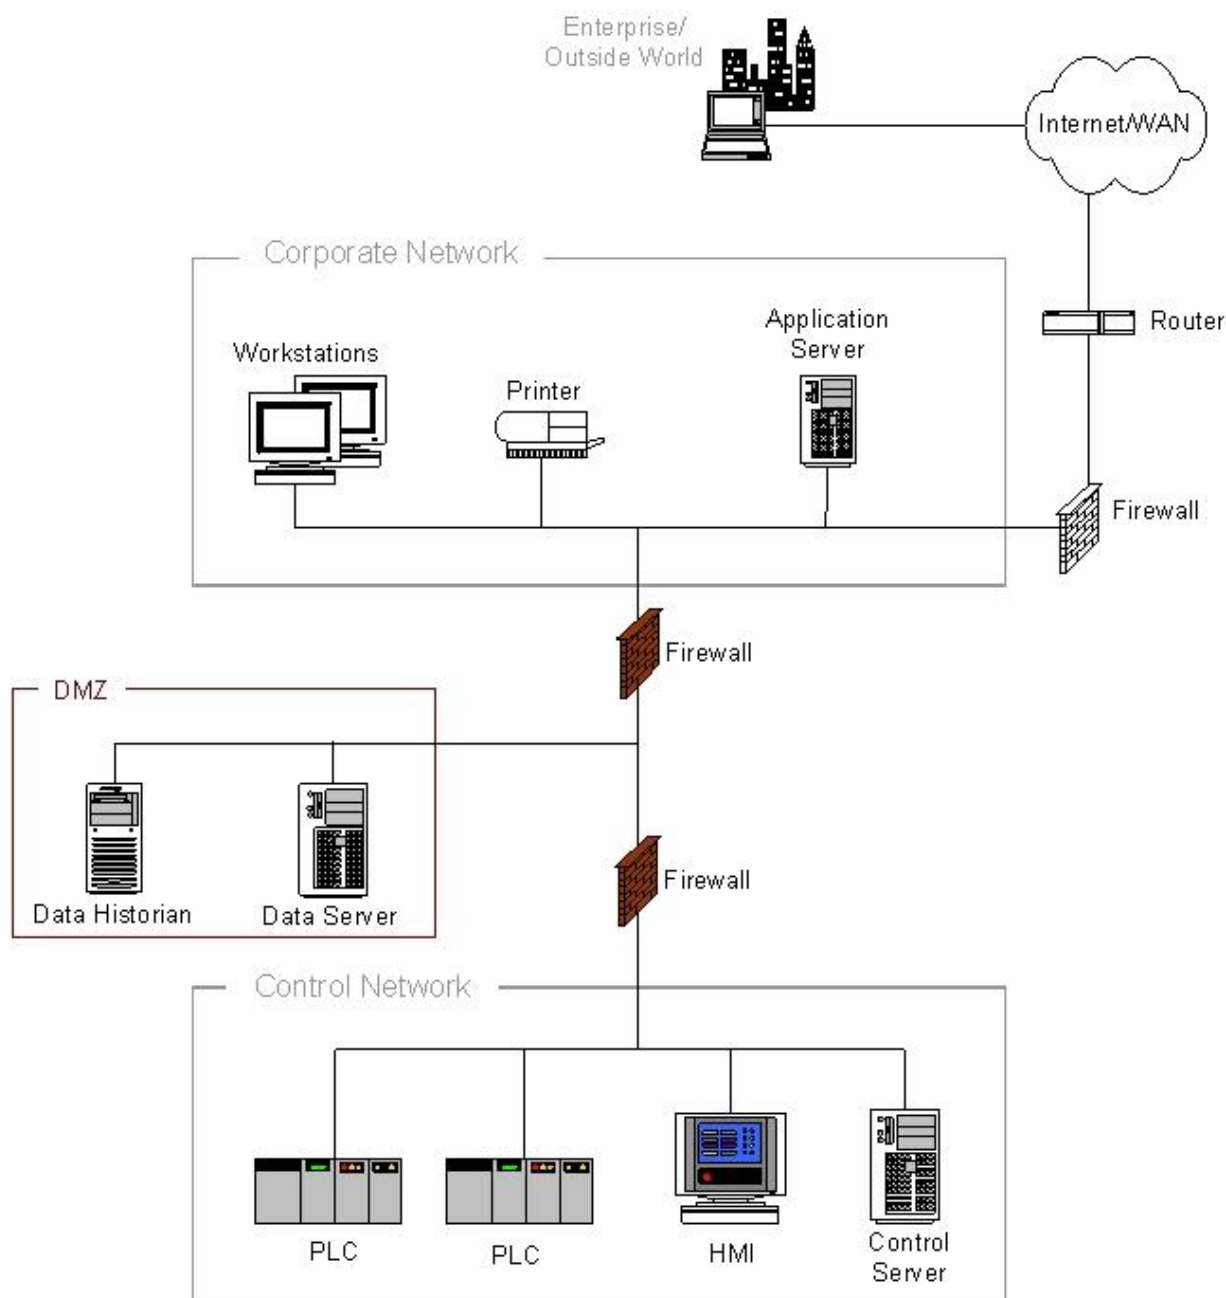 Enterprise/
Outside World
Internet/WAN
Corporate Network
Router
Application
Server
Workstations
Printer
Firewall
Firewall
DMZ
Firewall
Data Historian
Data Server
Control Network
PLC
PLC
HMI
Control
Server